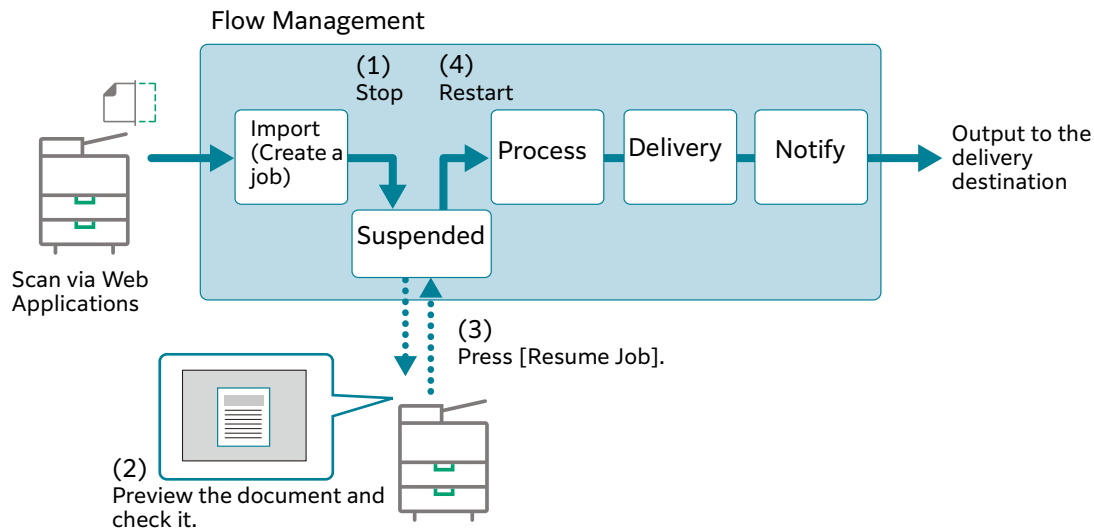 Flow Management
(1)
Stop
(4)
Restart
Import
(Create a
job)
Process
Delivery
Notify
Output to the
delivery
destination
Suspended
Scan via Web
Applications
(3)
Press [Resume Job].
(2)
Preview the document and
check it.